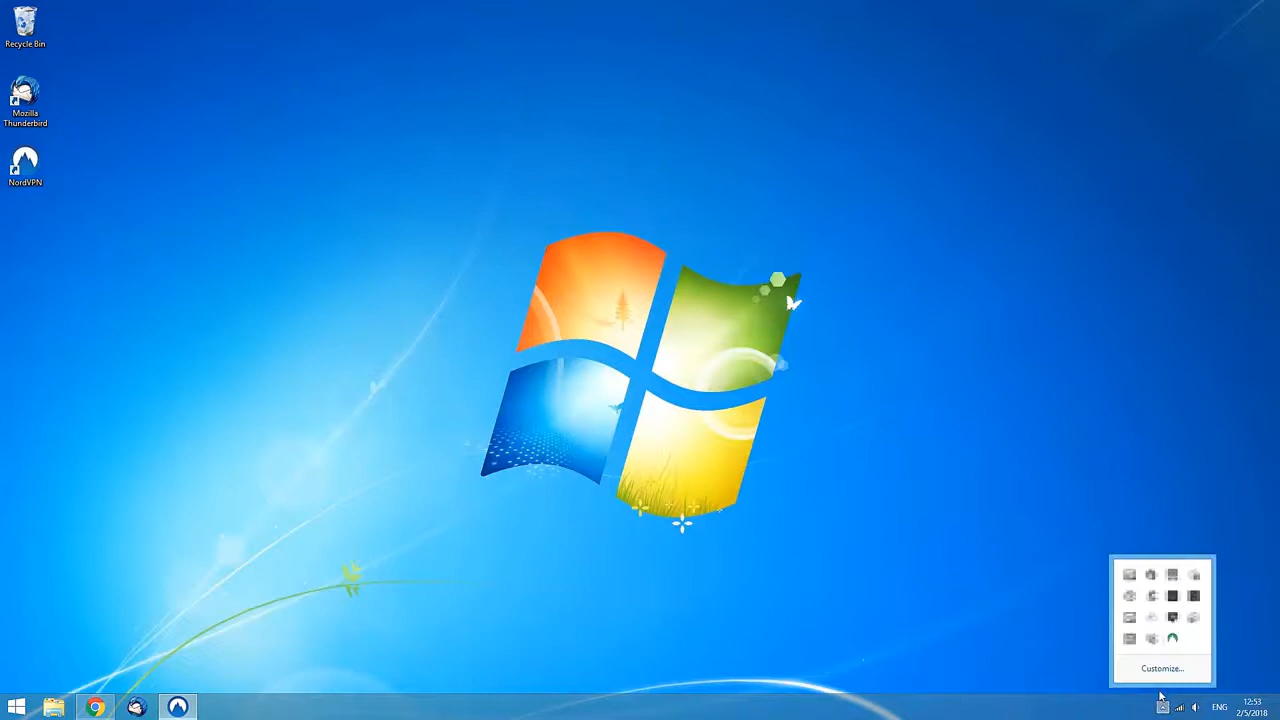 Recycle Bin
Mozilla
Thunderbird
NordVPN
Customize...
ENG
12:53
2/5/2018